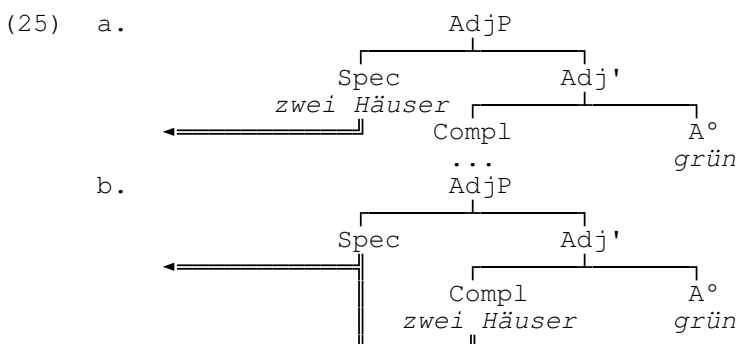 (25) a. AdjP
Spec Adj'
zwei Häuser
Compl A°
... grün
b. AdjP
Spec Adj'
Compl A°
zwei Häuser grün